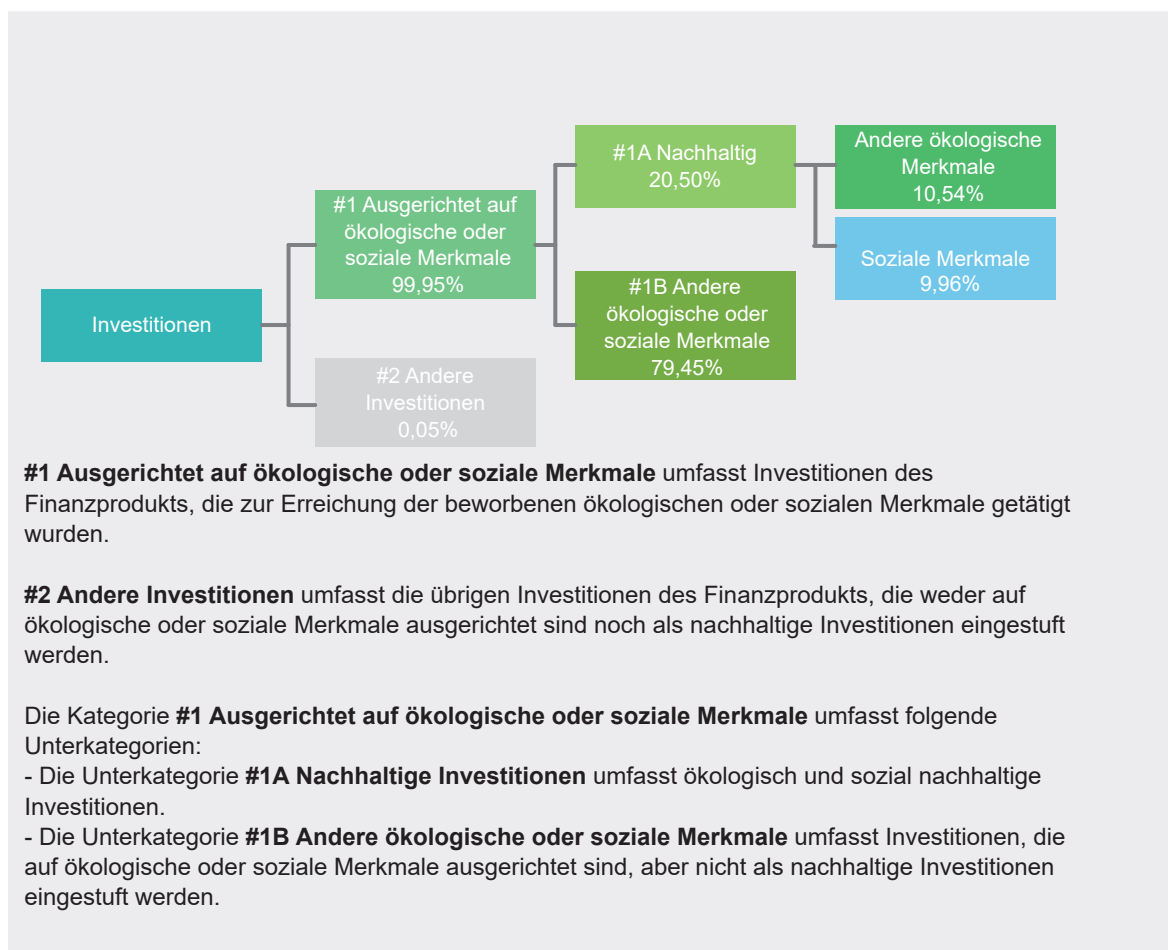 Investitionen
#1 Ausgerichtet auf
ökologische oder
soziale Merkmale
99,95%
#2 Andere
Investitionen
0,05%
#1A Nachhaltig
20,50%
#1B Andere
ökologische oder
soziale Merkmale
79,45%
Andere ökologische
Merkmale
10,54%
Soziale Merkmale
9,96%
#1 Ausgerichtet auf ökologische oder soziale Merkmale umfasst Investitionen des
Finanzprodukts, die zur Erreichung der beworbenen ökologischen oder sozialen Merkmale getätigt
wurden.
#2 Andere Investitionen umfasst die übrigen Investitionen des Finanzprodukts, die weder auf
ökologische oder soziale Merkmale ausgerichtet sind noch als nachhaltige Investitionen eingestuft
werden.
Die Kategorie #1 Ausgerichtet auf ökologische oder soziale Merkmale umfasst folgende
Unterkategorien:
- Die Unterkategorie #1A Nachhaltige Investitionen umfasst ökologisch und sozial nachhaltige
Investitionen.
- Die Unterkategorie #1B Andere ökologische oder soziale Merkmale umfasst Investitionen, die
auf ökologische oder soziale Merkmale ausgerichtet sind, aber nicht als nachhaltige Investitionen
eingestuft werden.